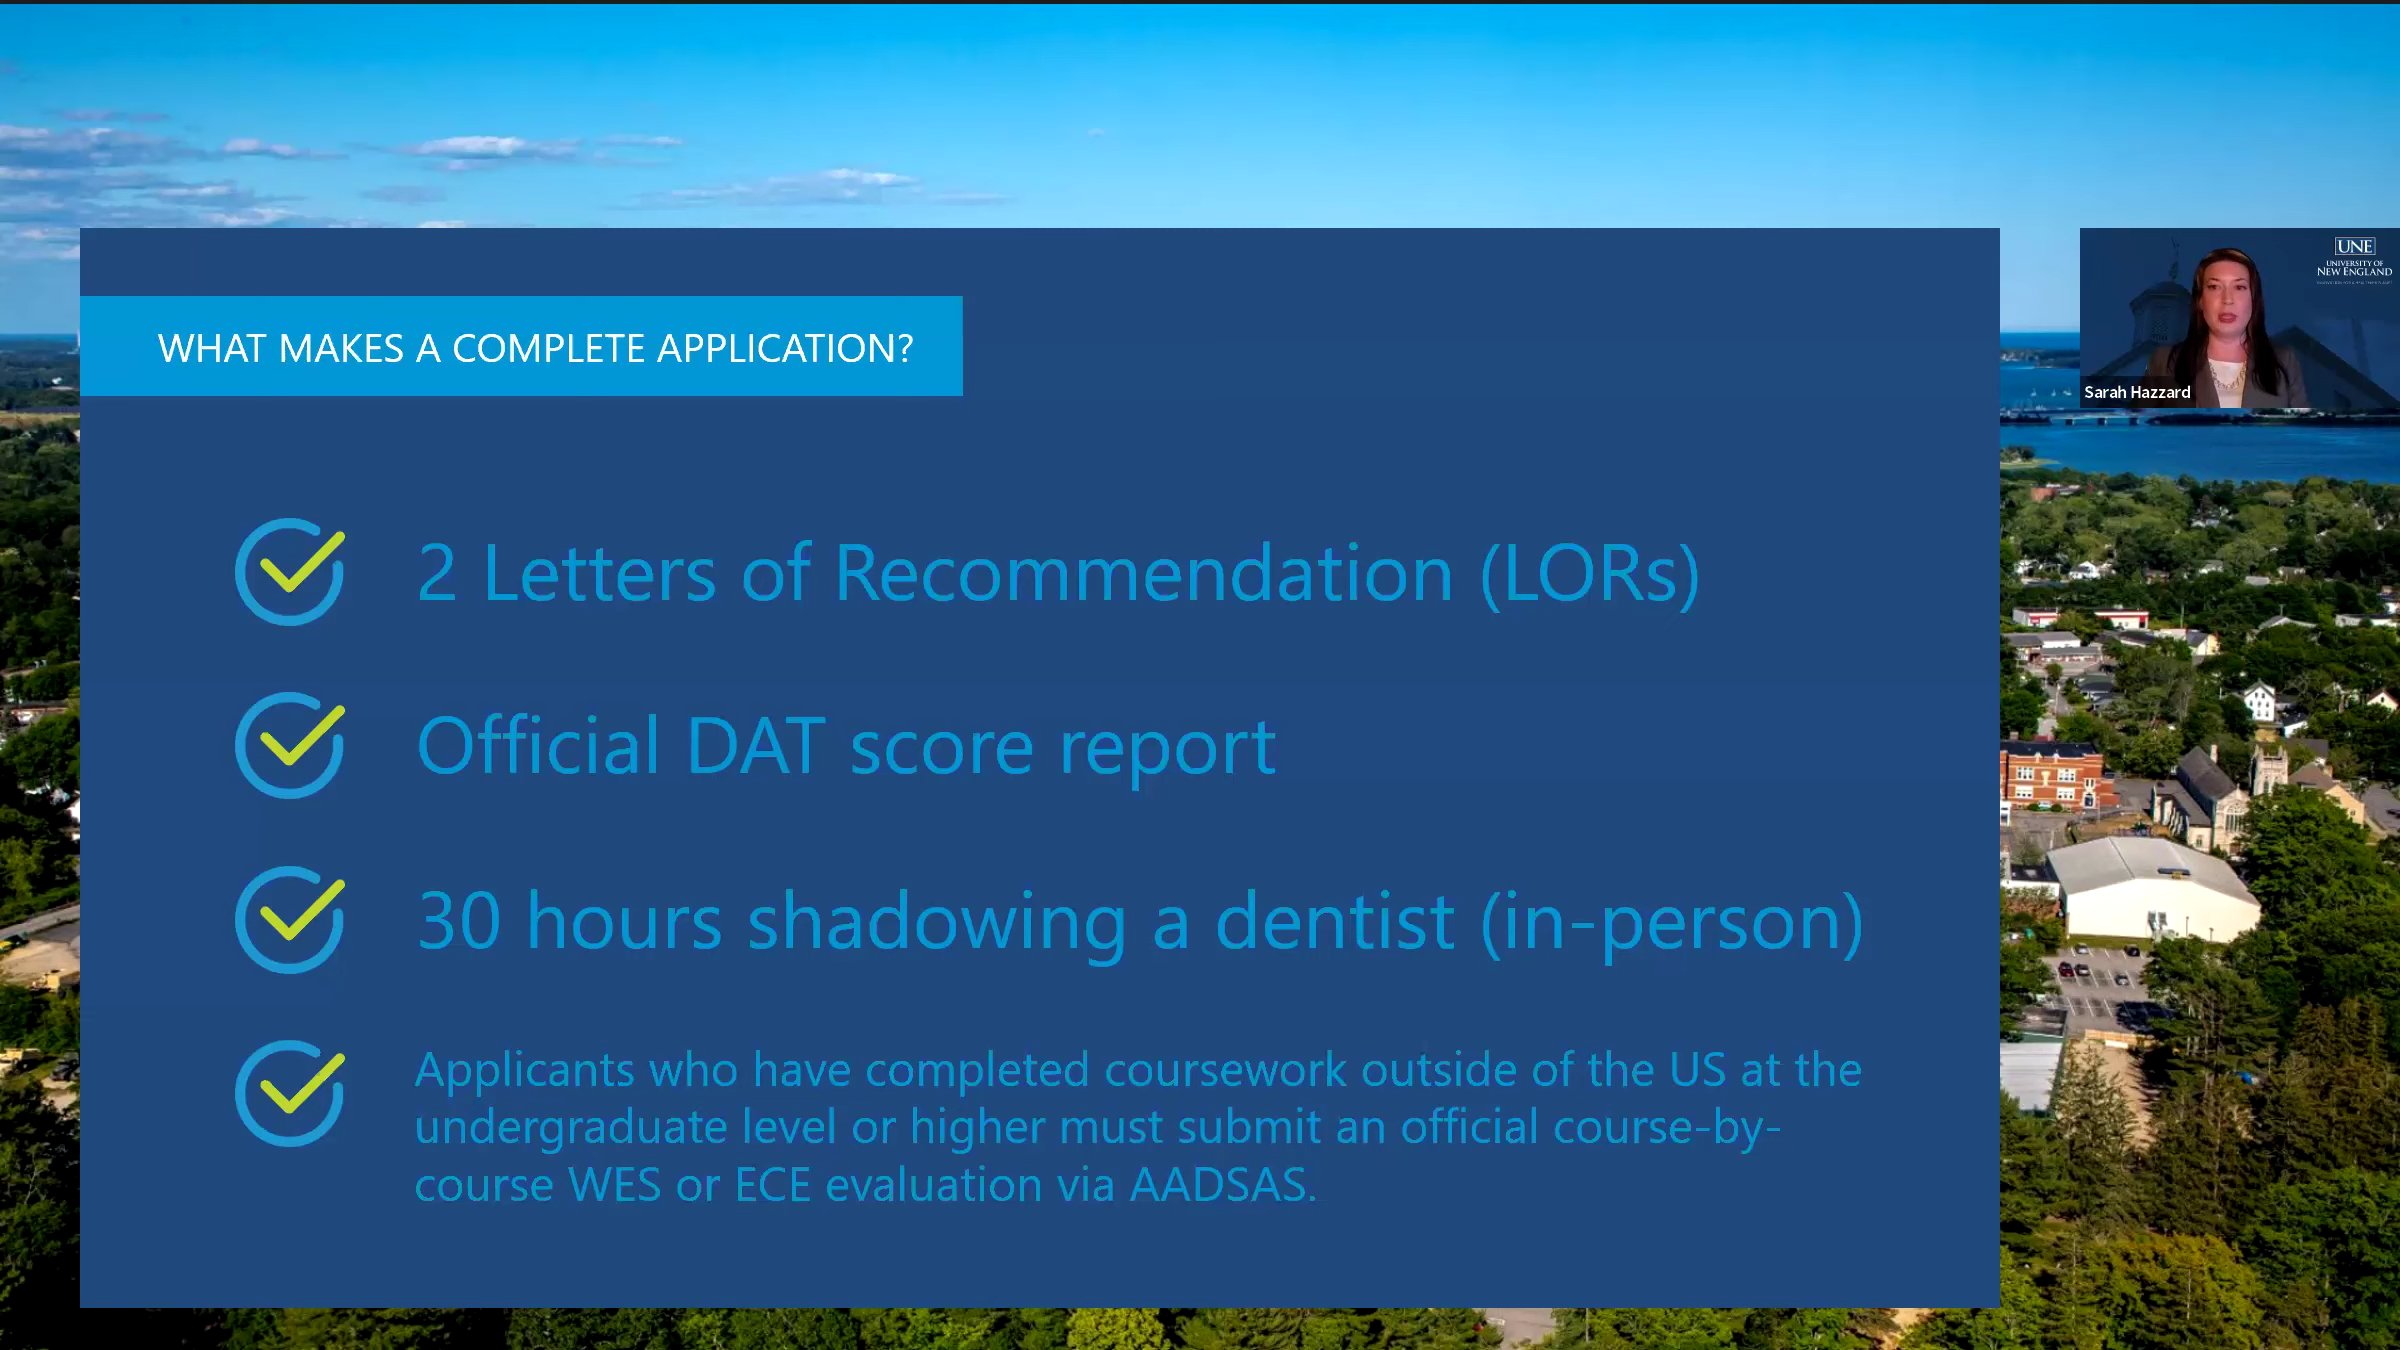 WHAT MAKES A COMPLETE APPLICATION?
2 Letters of Recommendation (LORs)
Official DAT score report
30 hours shadowing a dentist (in-person)
Applicants who have completed coursework outside of the US at the
undergraduate level or higher must submit an official course-by-
course WES or ECE evaluation via AADSAS.
UNE
UNIVERSITY OF
NEW ENGLAND
Sarah Hazzard